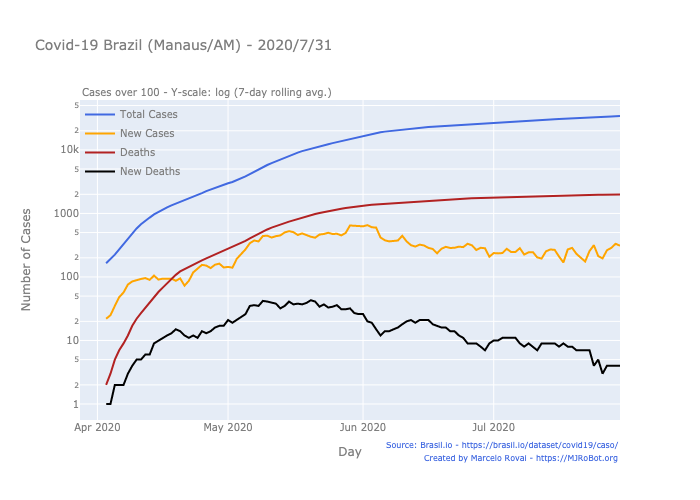 Covid-19 Brazil (Manaus/AM) - 2020/7/31
Cases over 100 - Y-scale: log (7-day rolling avg.)
Total Cases
New Cases
Deaths
New Deaths
5
2
10k
5
2
1000
5
2
100
5
2
10
5
2
1
Number of Cases
Apr 2020
May 2020
Jun 2020
Jul 2020
Day
Source: Brasil.io - https://brasil.io/dataset/covid19/caso/
Created by Marcelo Rovai - https://MJRoBot.org